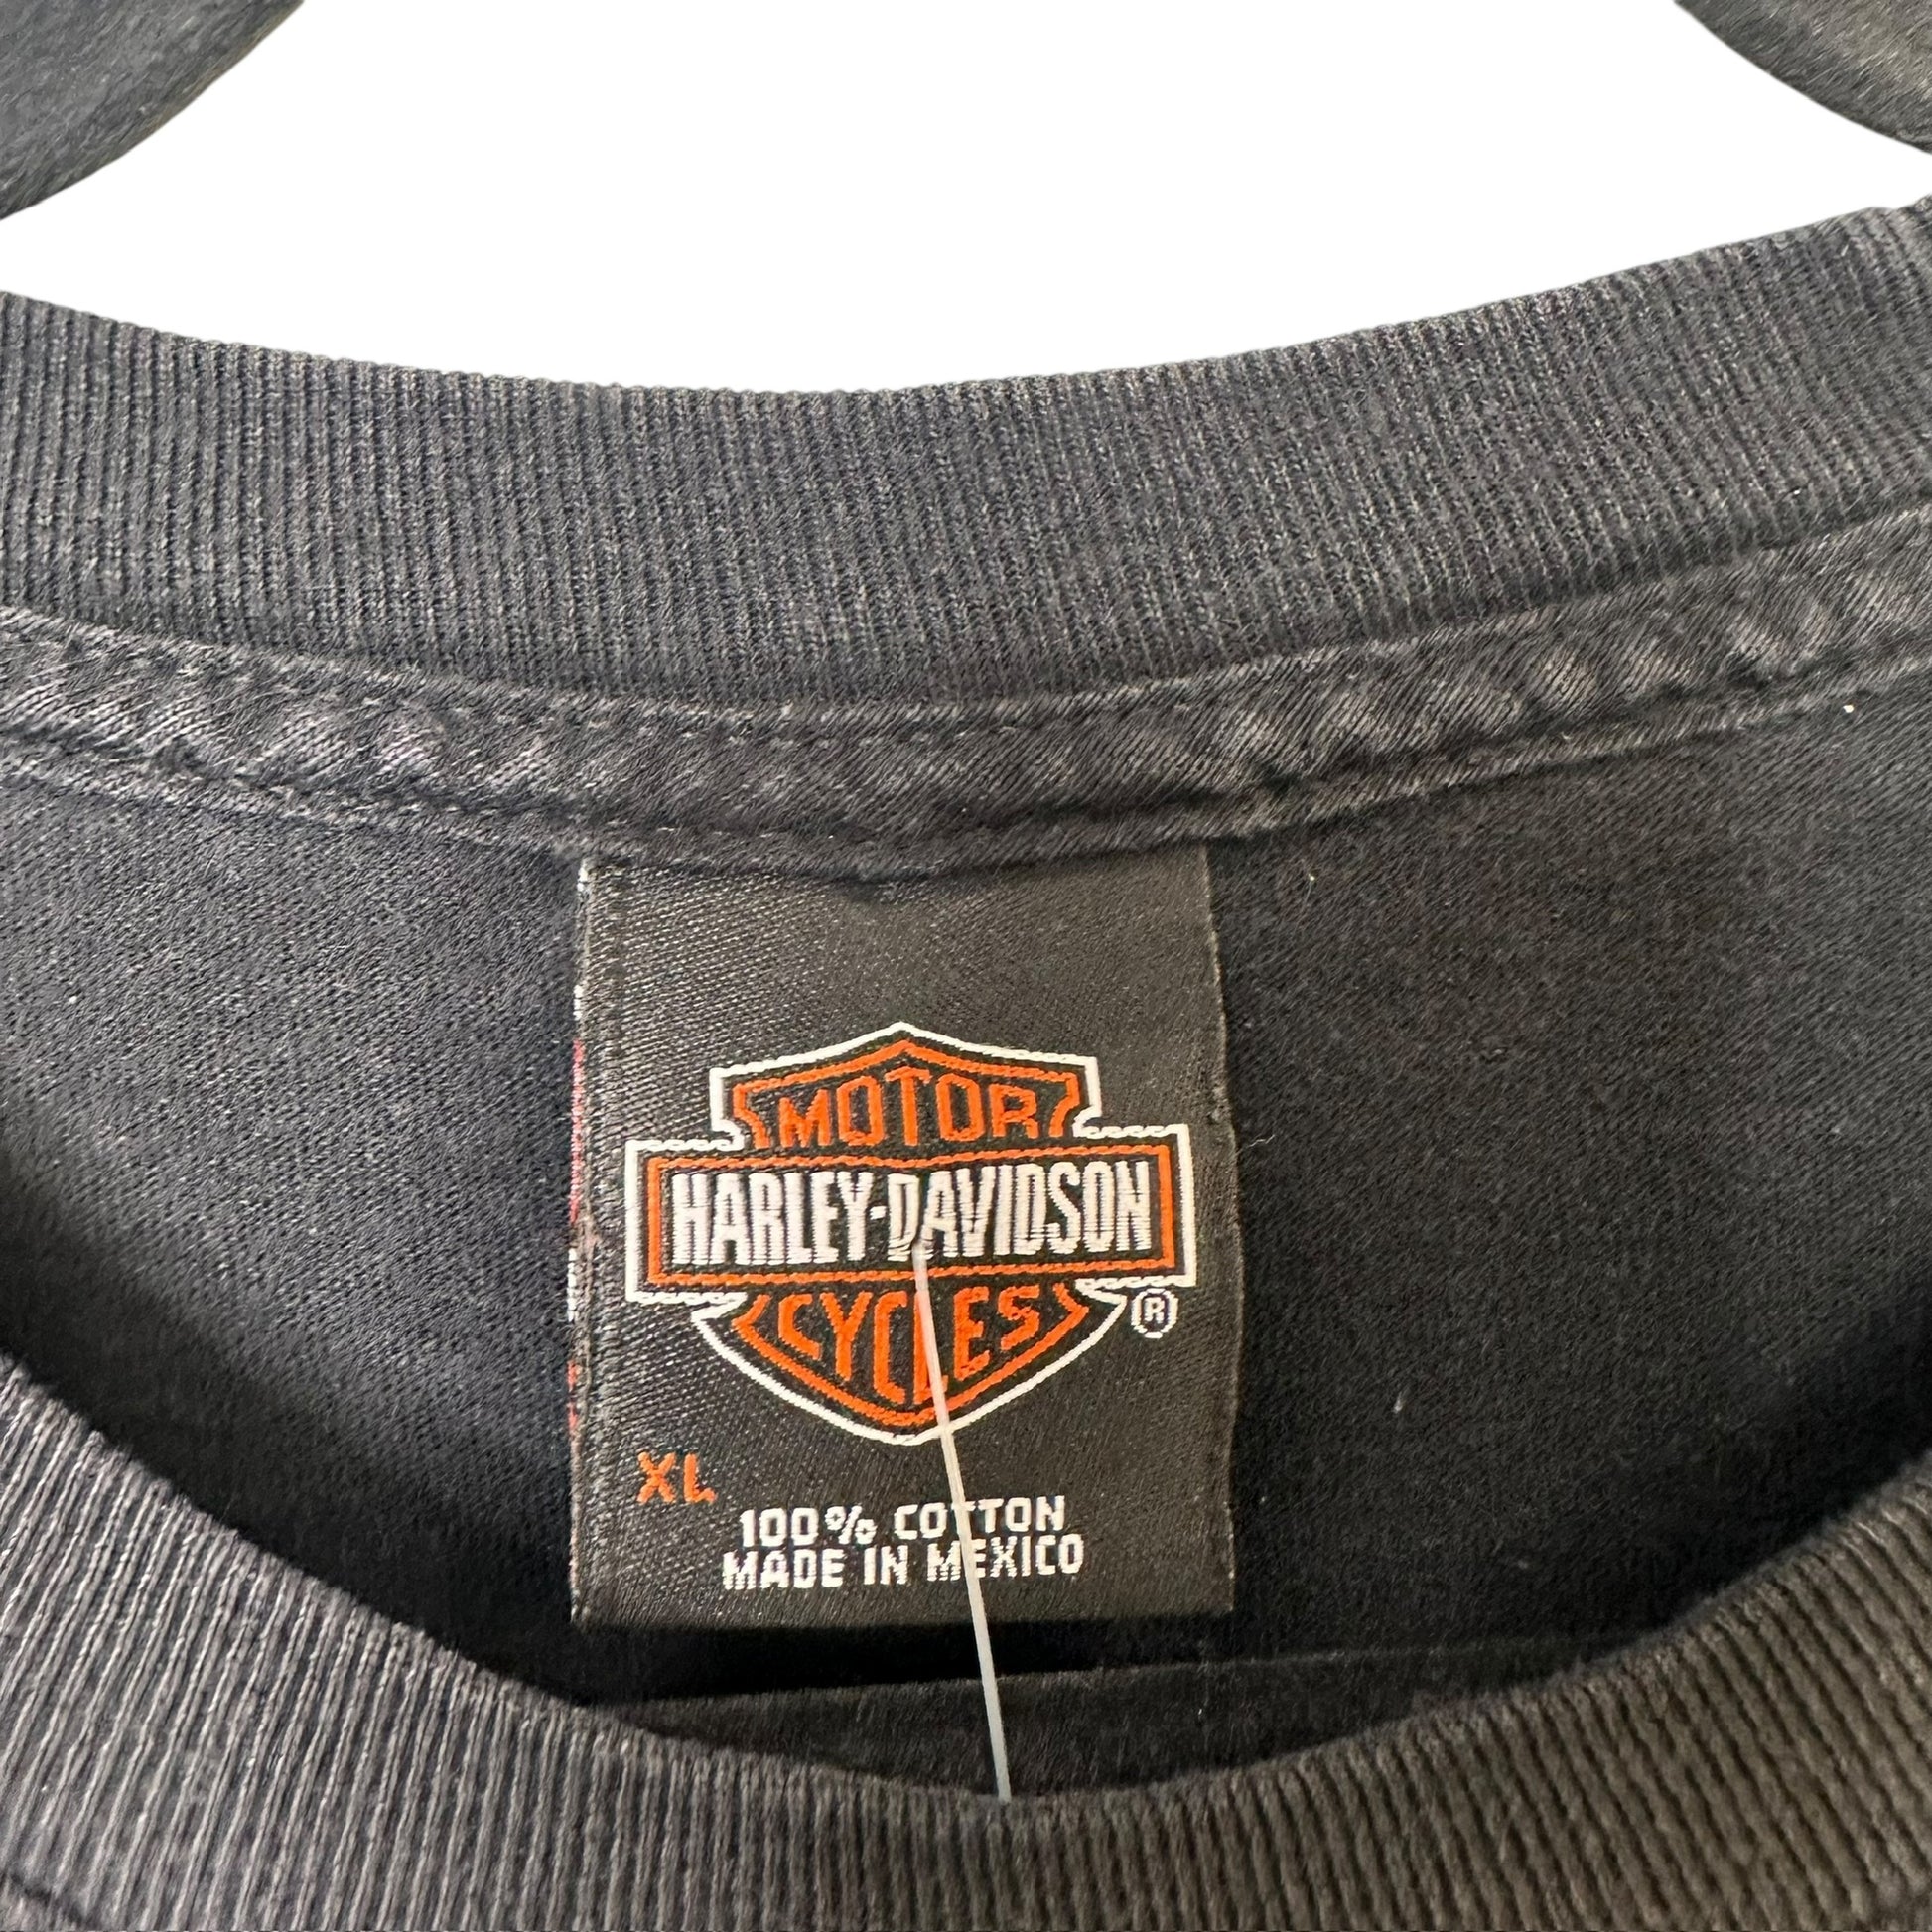 MOTOR
HARLEY-DAVIDSON
CYCLES
®
XL
100% COTTON
MADE IN MEXICO